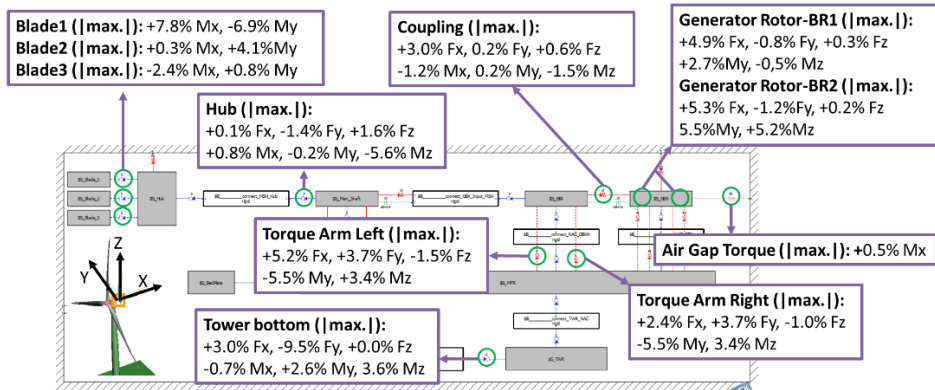 Blade1 (|max.|): +7.8% Mx, -6.9% My
Blade2 (|max.|): +0.3% Mx, +4.1%My
Blade3 (|max.|): -2.4% Mx, +0.8% My
Coupling (|max.|):
+3.0% Fx, 0.2% Fy, +0.6% Fz
-1.2% Mx, 0.2% My, -1.5% Mz
Generator Rotor-BR1 (|max.|):
+4.9% Fx, -0.8% Fy, +0.3% Fz
+2.7%My, -0,5% Mz
Generator Rotor-BR2 (|max.|):
+5.3% Fx, -1.2%Fy, +0.2% Fz
5.5%My, +5.2%Mz
Hub (|max.|):
+0.1% Fx, -1.4% Fy, +1.6% Fz
+0.8% Mx, -0.2% My, -5.6% Mz
Torque Arm Left (|max.|):
+5.2% Fx, +3.7% Fy, -1.5% Fz
-5.5% My, +3.4% Mz
Air Gap Torque (|max.|): +0.5% Mx
Torque Arm Right (|max.|):
+2.4% Fx, +3.7% Fy, -1.0% Fz
-5.5% My, 3.4% Mz
Tower bottom (|max.|):
+3.0% Fx, -9.5% Fy, +0.0% Fz
-0.7% Mx, +2.6% My, 3.6% Mz
Z
Y
X